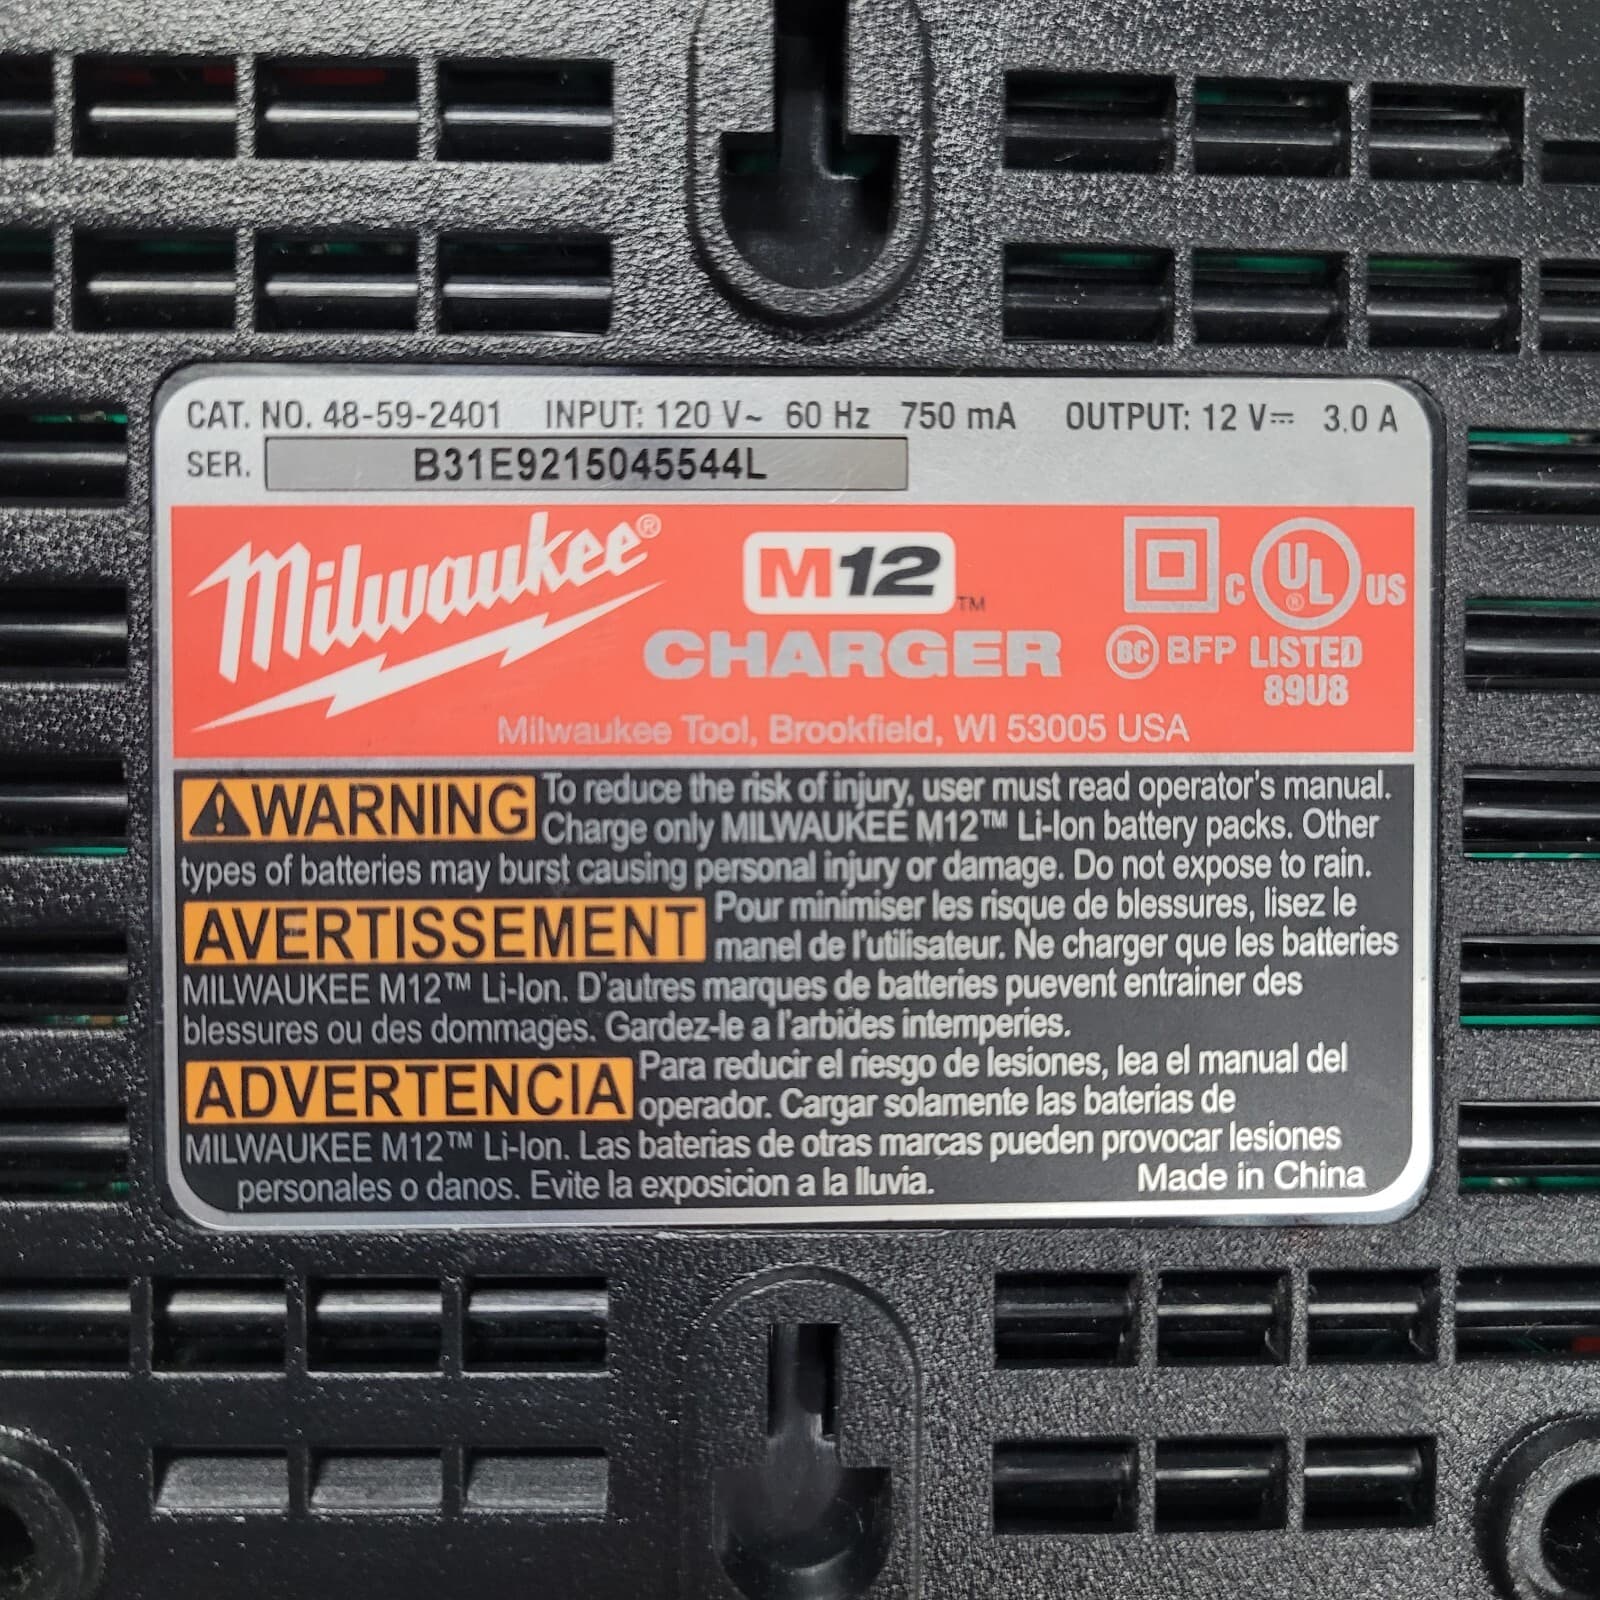 CAT. NO. 48-59-2401 INPUT: 120 V~ 60 Hz 750 mA OUTPUT: 12 V⎓ 3.0 A
SER. B31E9215045544L
Milwaukee®
M12™
CHARGER
C UL® US
BC BFP LISTED
89U8
Milwaukee Tool, Brookfield, WI 53005 USA
⚠WARNING To reduce the risk of injury, user must read operator's manual.
Charge only MILWAUKEE M12™ Li-Ion battery packs. Other
types of batteries may burst causing personal injury or damage. Do not expose to rain.
AVERTISSEMENT Pour minimiser les risque de blessures, lisez le
manel de l'utilisateur. Ne charger que les batteries
MILWAUKEE M12™ Li-Ion. D'autres marques de batteries puevent entrainer des
blessures ou des dommages. Gardez-le a l'arbides intemperies.
ADVERTENCIA Para reducir el riesgo de lesiones, lea el manual del
operador. Cargar solamente las baterias de
MILWAUKEE M12™ Li-Ion. Las baterias de otras marcas pueden provocar lesiones
personales o danos. Evite la exposicion a la lluvia. Made in China